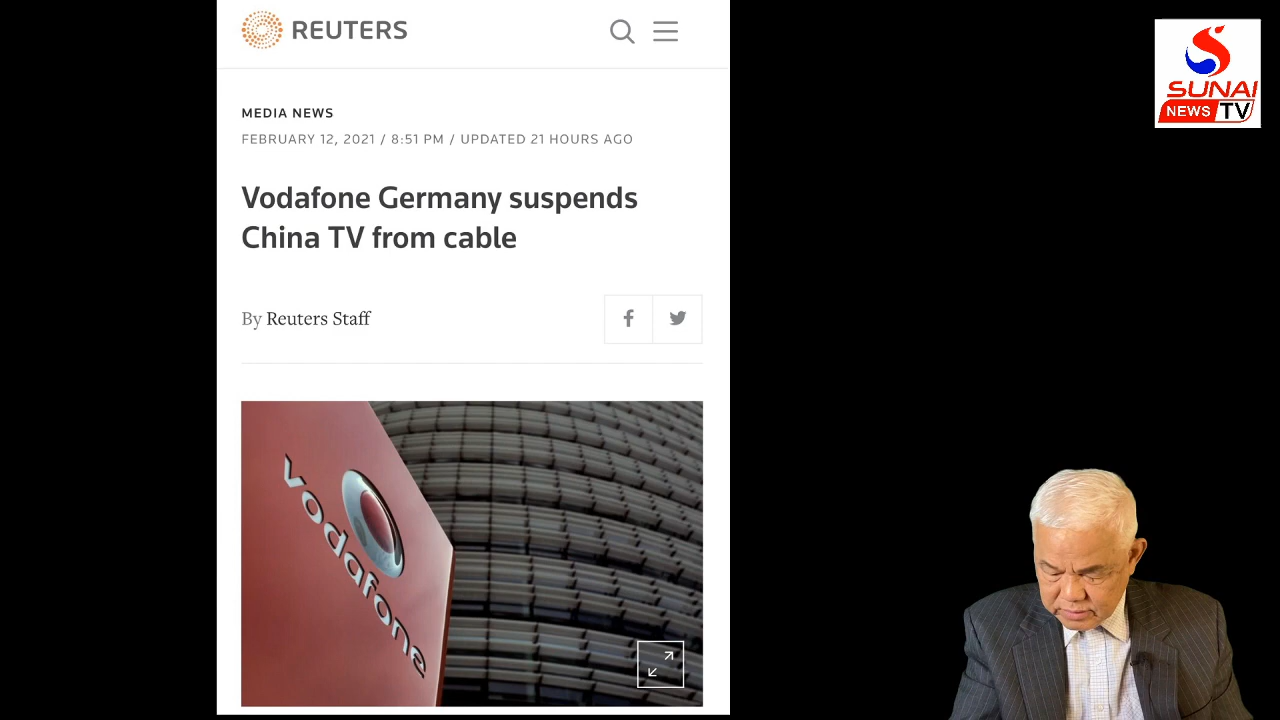 REUTERS
MEDIA NEWS
FEBRUARY 12, 2021 / 8:51 PM / UPDATED 21 HOURS AGO
Vodafone Germany suspends
China TV from cable
By Reuters Staff
vodafone
SUNAI
NEWS TV